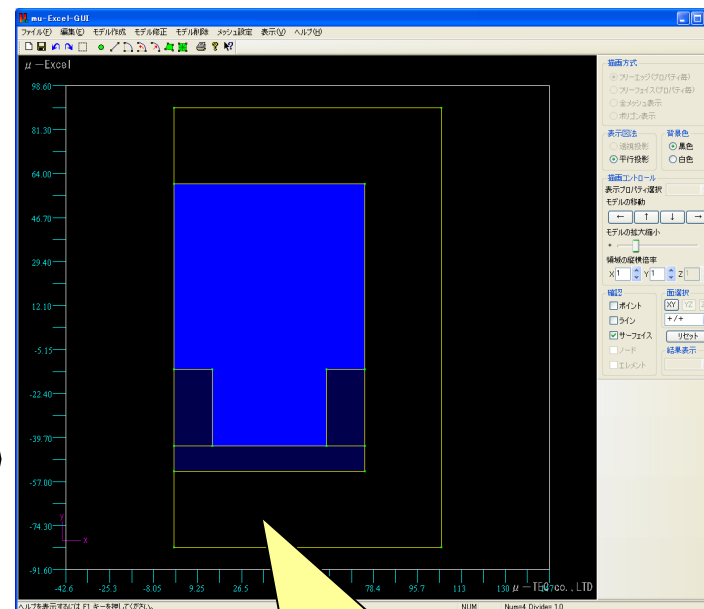 mu-Excel-GUI
ファイル(F) 編集(E) モデル作成 モデル修正 モデル削除 メッシュ設定 表示(V) ヘルプ(H)
μ－Excel
98.60
81.30
64.00
46.70
29.40
12.10
-5.15
-22.40
-39.70
-57.00
-74.30
-91.60
Y
X
-42.6 -25.3 -8.05 9.25 26.5 78.4 95.7 113 130
μ－TEC co.,LTD
描画方式
フリーエッジ(プロパティ毎)
フリーフェイス(プロパティ毎)
全メッシュ表示
ポリゴン表示
表示図法 背景色
透視投影 黒色
平行投影 白色
描画コントロール
表示プロパティ選択
モデルの移動
← ↑ ↓ →
モデルの拡大縮小
+
領域の縦横倍率
X 1 Y 1 Z 1
確認 面選択
ポイント XY YZ
ライン +/+
サーフェイス リセット
ノード 結果表示
エレメント
ヘルプを表示するには F1 キーを押してください。 NUM Num=4 Divide= 1.0